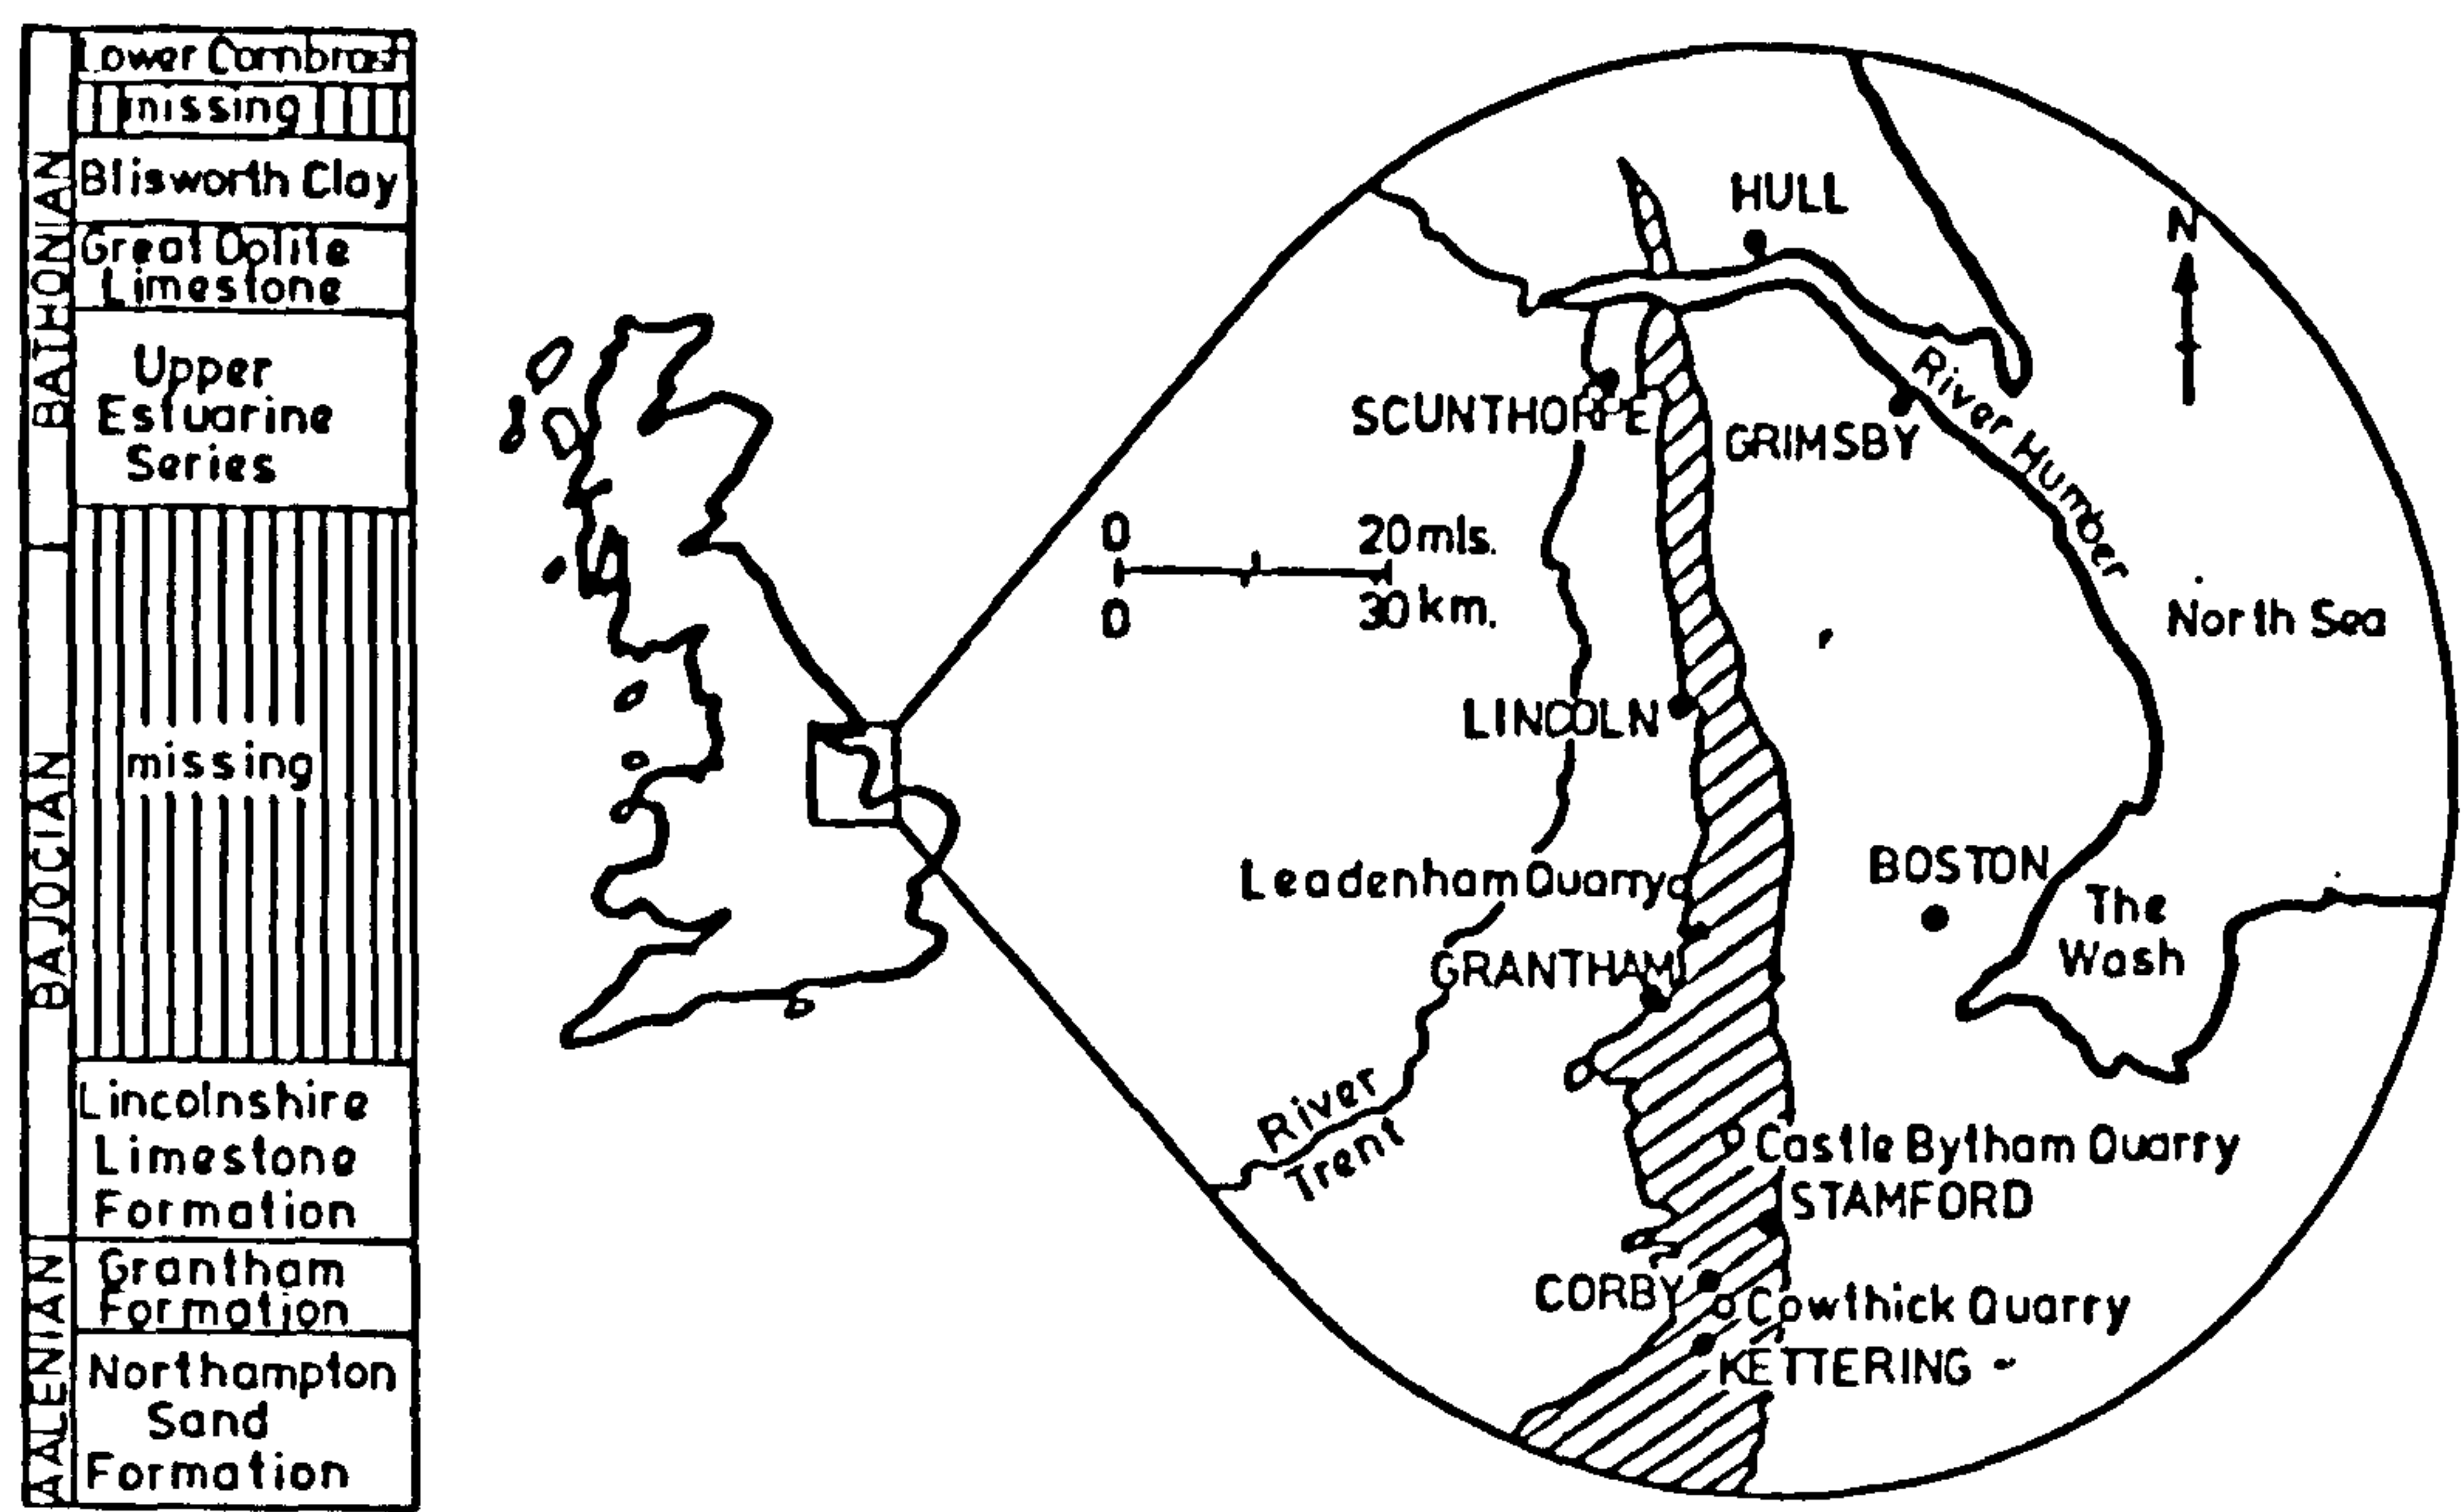 BATHONIAN
BAJOCIAN
AALENIAN
Lower Cornbrash
missing
Blisworth Clay
Great Oolite
Limestone
Upper
Estuarine
Series
missing
Lincolnshire
Limestone
Formation
Grantham
Formation
Northampton
Sand
Formation
HULL
N
SCUNTHORPE
GRIMSBY
River Humber
0 20 mls.
0 30 km.
North Sea
LINCOLN
Leadenham Quarry
BOSTON
The
Wash
GRANTHAM
River
Trent
Castle Bytham Quarry
STAMFORD
CORBY
Cowthick Quarry
KETTERING